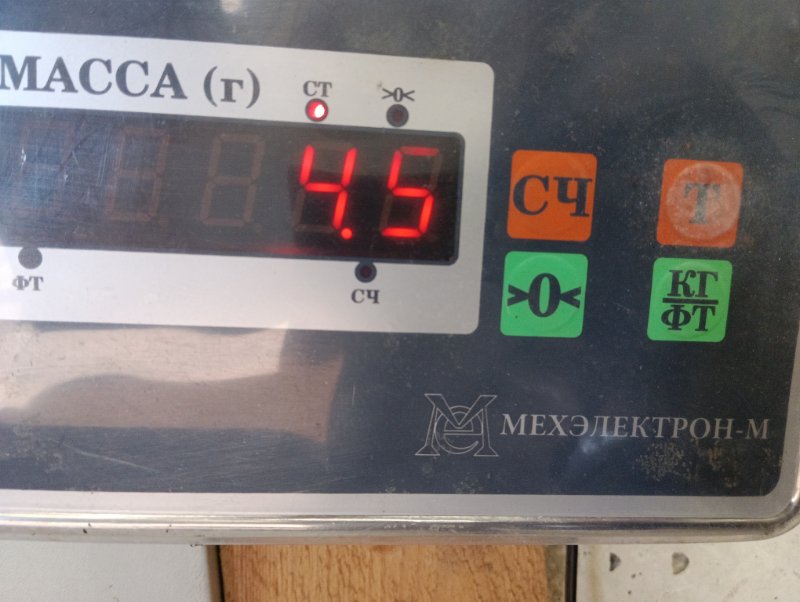 МАССА (г)
СТ
>0<
4.5
ФТ
СЧ
СЧ
Т
>0<
КГ
ФТ
МЕХЭЛЕКТРОН-М